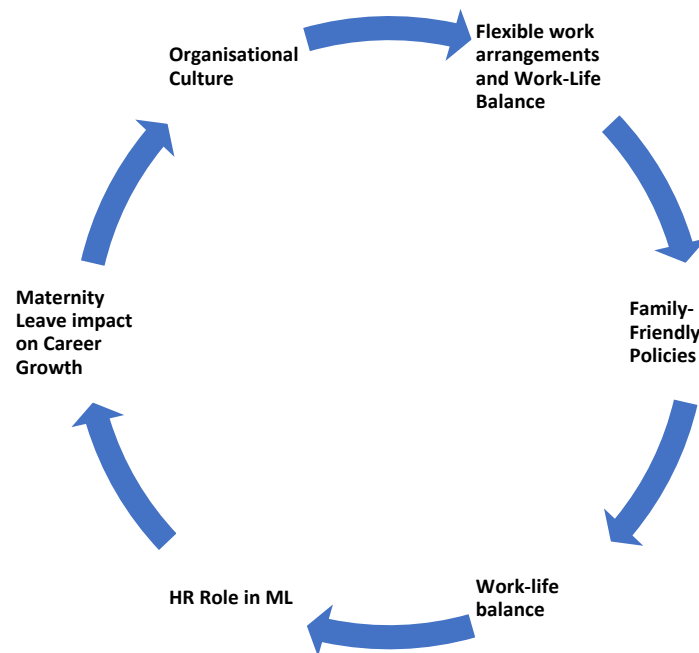 Organisational
Culture
Flexible work
arrangements
and Work-Life
Balance
Family-
Friendly
Policies
Work-life
balance
HR Role in ML
Maternity
Leave impact
on Career
Growth